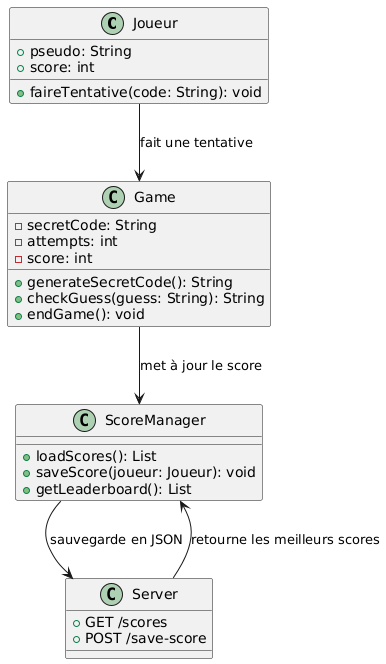 C Joueur
pseudo: String
score: int
faireTentative(code: String): void
fait une tentative
C Game
secretCode: String
attempts: int
score: int
generateSecretCode(): String
checkGuess(guess: String): String
endGame(): void
met à jour le score
C ScoreManager
loadScores(): List
saveScore(joueur: Joueur): void
getLeaderboard(): List
sauvegarde en JSON
retourne les meilleurs scores
C Server
GET /scores
POST /save-score